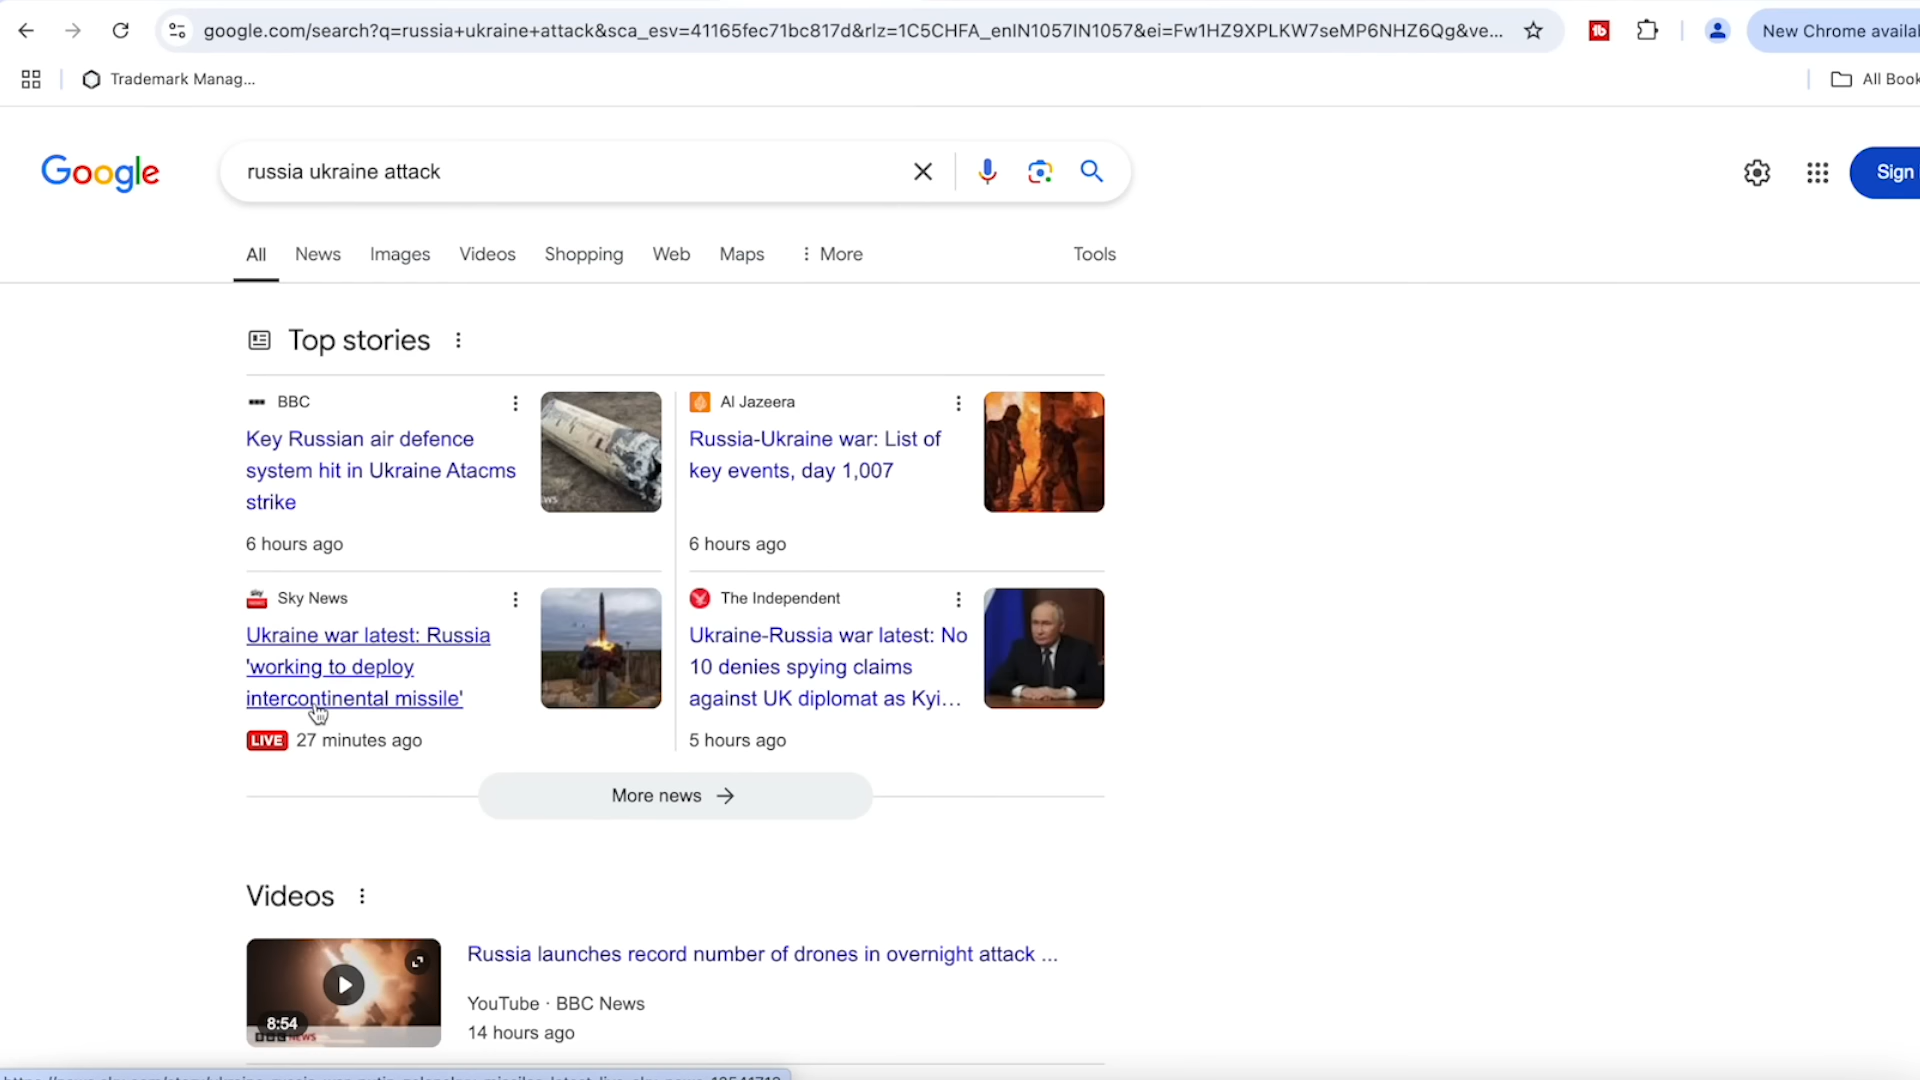 google.com/search?q=russia+ukraine+attack&sca_esv=41165fec71bc817d&rlz=1C5CHFA_enIN1057IN1057&ei=Fw1HZ9XPLKW7seMP6NHZ6Qg&ve...
New Chrome availal
Trademark Manag...
All Book
Google
russia ukraine attack
Sign
All News Images Videos Shopping Web Maps More Tools
Top stories
BBC
Key Russian air defence
system hit in Ukraine Atacms
strike
6 hours ago
Al Jazeera
Russia-Ukraine war: List of
key events, day 1,007
6 hours ago
sky
Sky News
Ukraine war latest: Russia
'working to deploy
intercontinental missile'
LIVE 27 minutes ago
The Independent
Ukraine-Russia war latest: No
10 denies spying claims
against UK diplomat as Kyi...
5 hours ago
More news
Videos
8:54
BBC NEWS
Russia launches record number of drones in overnight attack ...
YouTube · BBC News
14 hours ago